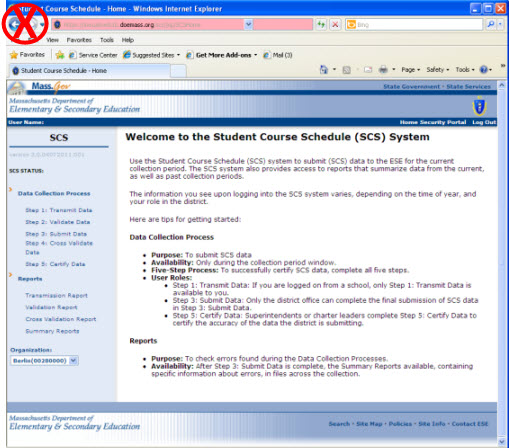 Student Course Schedule - Home - Windows Internet Explorer
doemass.org
bing
View Favorites Tools Help
Favorites Service Center Suggested Sites Get More Add-ons Mail (3)
Student Course Schedule - Home
Page Safety Tools
Mass.Gov
State Government State Services
Massachusetts Department of
Elementary & Secondary Education
User Name:
Home Security Portal Log Out
SCS
SCS STATUS:
Data Collection Process
Step 1: Transmit Data
Step 2: Validate Data
Step 3: Submit Data
Step 4: Cross Validate
Data
Step 5: Certify Data
Reports
Transmission Report
Validation Report
Cross Validation Report
Summary Reports
Organization:
Berlin(00280000)
Welcome to the Student Course Schedule (SCS) System
Use the Student Course Schedule (SCS) system to submit (SCS) data to the ESE for the current
collection period. The SCS system also provides access to reports that summarize data from the current,
as well as past collection periods.
The information you see upon logging into the SCS system varies, depending on the time of year, and
your role in the district.
Here are tips for getting started:
Data Collection Process
• Purpose: To submit SCS data
• Availability: Only during the collection period window.
• Five-Step Process: To successfully certify SCS data, complete all five steps.
• User Roles:
• Step 1: Transmit Data: If you are logged on from a school, only Step 1: Transmit Data is
available to you.
• Step 3: Submit Data: Only the district office can complete the final submission of SCS data
in Step 3: Submit Data.
• Step 5: Certify Data: Superintendents or charter leaders complete Step 5: Certify Data to
certify the accuracy of the data the district is submitting.
Reports
• Purpose: To check errors found during the Data Collection Processes.
• Availability: After Step 3: Submit Data is complete, the Summary Reports available, containing
specific information about errors, in files across the collection.
Massachusetts Department of
Elementary & Secondary Education
Search · Site Map · Policies · Site Info · Contact ESE